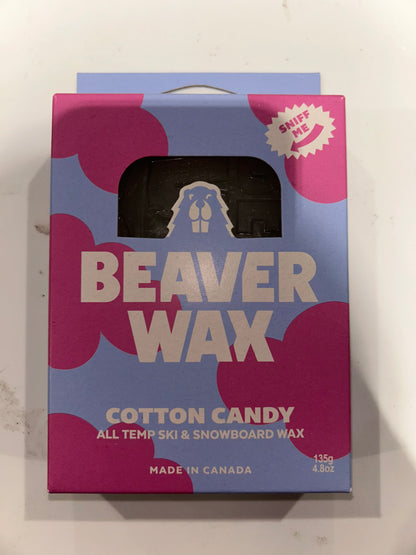 SNIFF
ME
BEAVER
WAX
COTTON CANDY
ALL TEMP SKI & SNOWBOARD WAX
135g
4.8oz
MADE IN CANADA